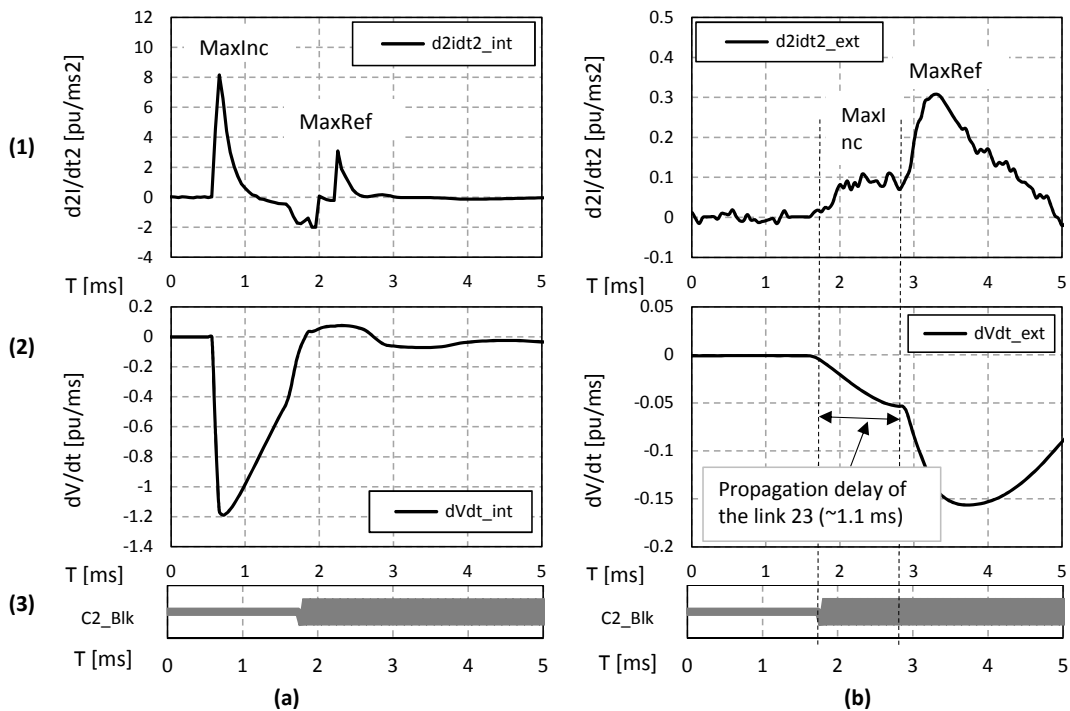 (1)
d2I/dt2 [pu/ms2]
12
10
8
6
4
2
0
-2
-4
MaxInc
MaxRef
d2idt2_int
T [ms]
0 1 2 3 4 5
d2I/dt2 [pu/ms2]
0.5
0.4
0.3
0.2
0.1
0
-0.1
d2idt2_ext
MaxRef
MaxI
nc
T [ms]
0 1 2 3 4 5
(2)
dV/dt [pu/ms]
0.2
0
-0.2
-0.4
-0.6
-0.8
-1
-1.2
-1.4
dVdt_int
T [ms]
0 1 2 3 4 5
dV/dt [pu/ms]
0.05
0
-0.05
-0.1
-0.15
-0.2
dVdt_ext
Propagation delay of
the link 23 (~1.1 ms)
T [ms]
0 1 2 3 4 5
(3)
C2_Blk
T [ms]
0 1 2 3 4 5
(a)
C2_Blk
T [ms]
0 1 2 3 4 5
(b)